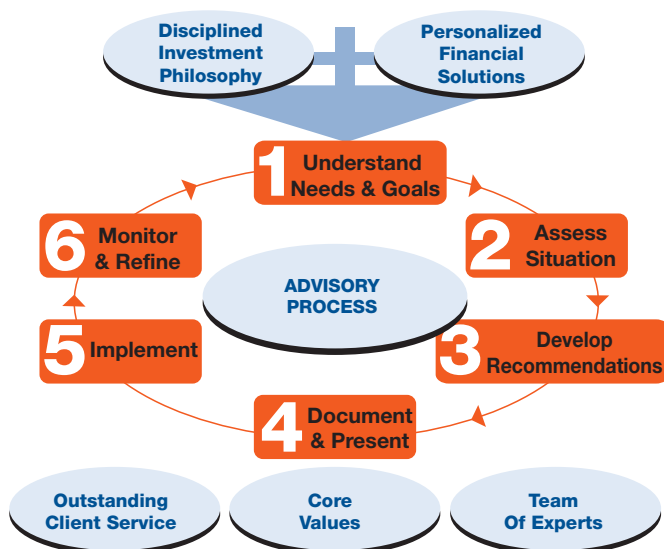 Disciplined
Investment
Philosophy
Personalized
Financial
Solutions
1 Understand
Needs & Goals
2 Assess
Situation
3 Develop
Recommendations
4 Document
& Present
5 Implement
6 Monitor
& Refine
ADVISORY
PROCESS
Outstanding
Client Service
Core
Values
Team
Of Experts